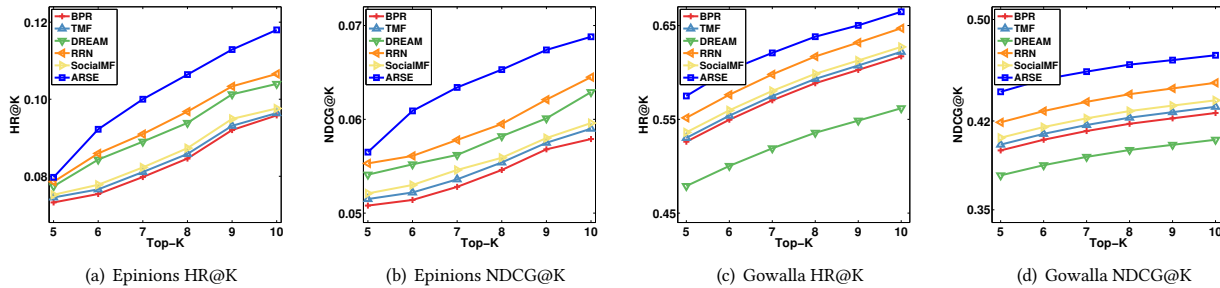 0.12
0.10
0.08
HR@K
BPR
TMF
DREAM
RRN
SocialMF
ARSE
5 6 7 8 9 10
Top-K
(a) Epinions HR@K
0.07
0.06
0.05
NDCG@K
BPR
TMF
DREAM
RRN
SocialMF
ARSE
5 6 7 8 9 10
Top-K
(b) Epinions NDCG@K
0.65
0.55
0.45
HR@K
BPR
TMF
DREAM
RRN
SocialMF
ARSE
5 6 7 8 9 10
Top-K
(c) Gowalla HR@K
0.50
0.42
0.35
NDCG@K
BPR
TMF
DREAM
RRN
SocialMF
ARSE
5 6 7 8 9 10
Top-K
(d) Gowalla NDCG@K